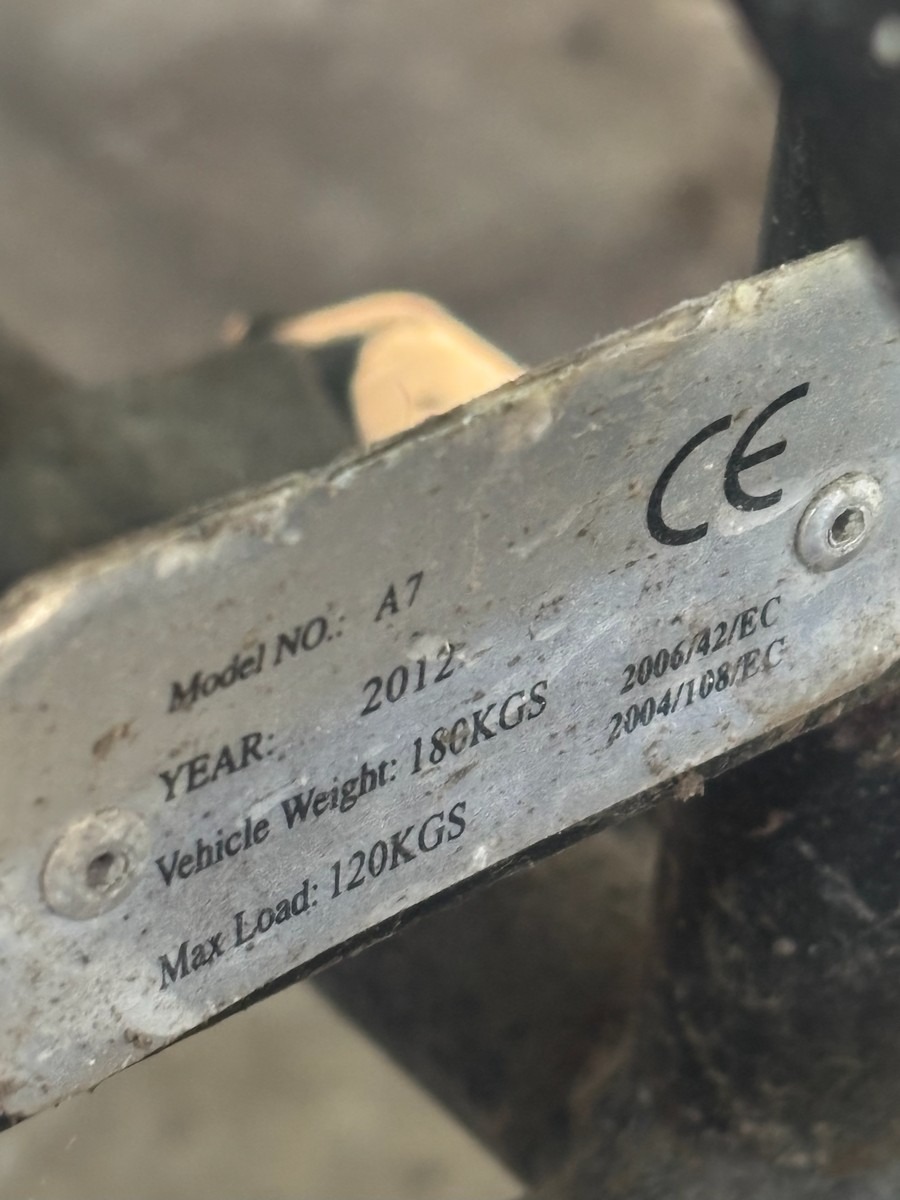 CE
Model NO.: A7
YEAR: 2012
Vehicle Weight: 180KGS
Max Load: 120KGS
2006/42/EC
2004/108/EC